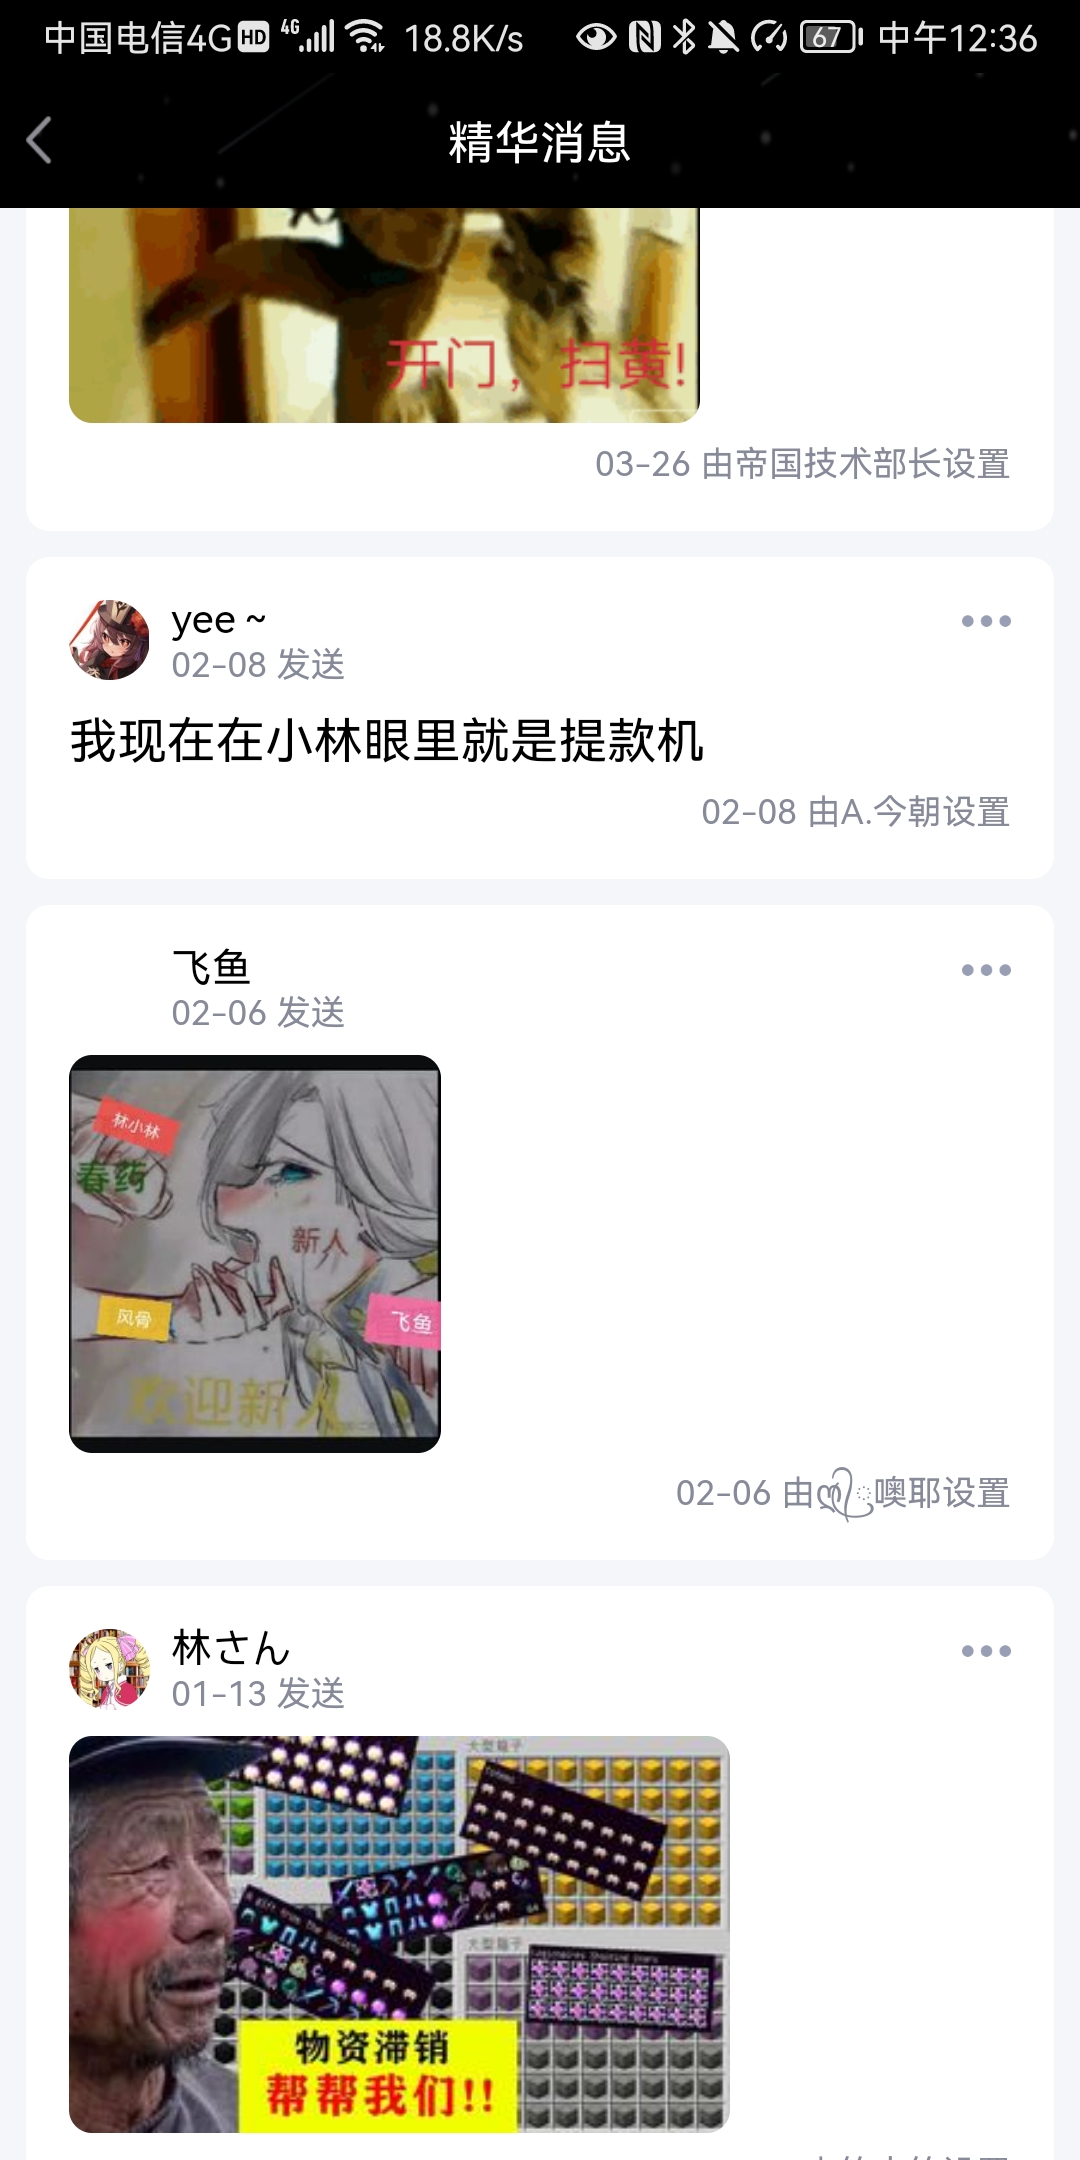 中国电信4G HD 4G 18.8K/s 67 中午12:36
精华消息
开门，扫黄!
03-26 由帝国技术部长设置
yee ~
02-08 发送
我现在在小林眼里就是提款机
02-08 由A.今朝设置
飞鱼
02-06 发送
林小林
春药
新人
风骨
飞鱼
欢迎新人
02-06 由ღ᭄噢耶设置
林さん
01-13 发送
大型箱子
大型箱子
物资滞销
帮帮我们!!